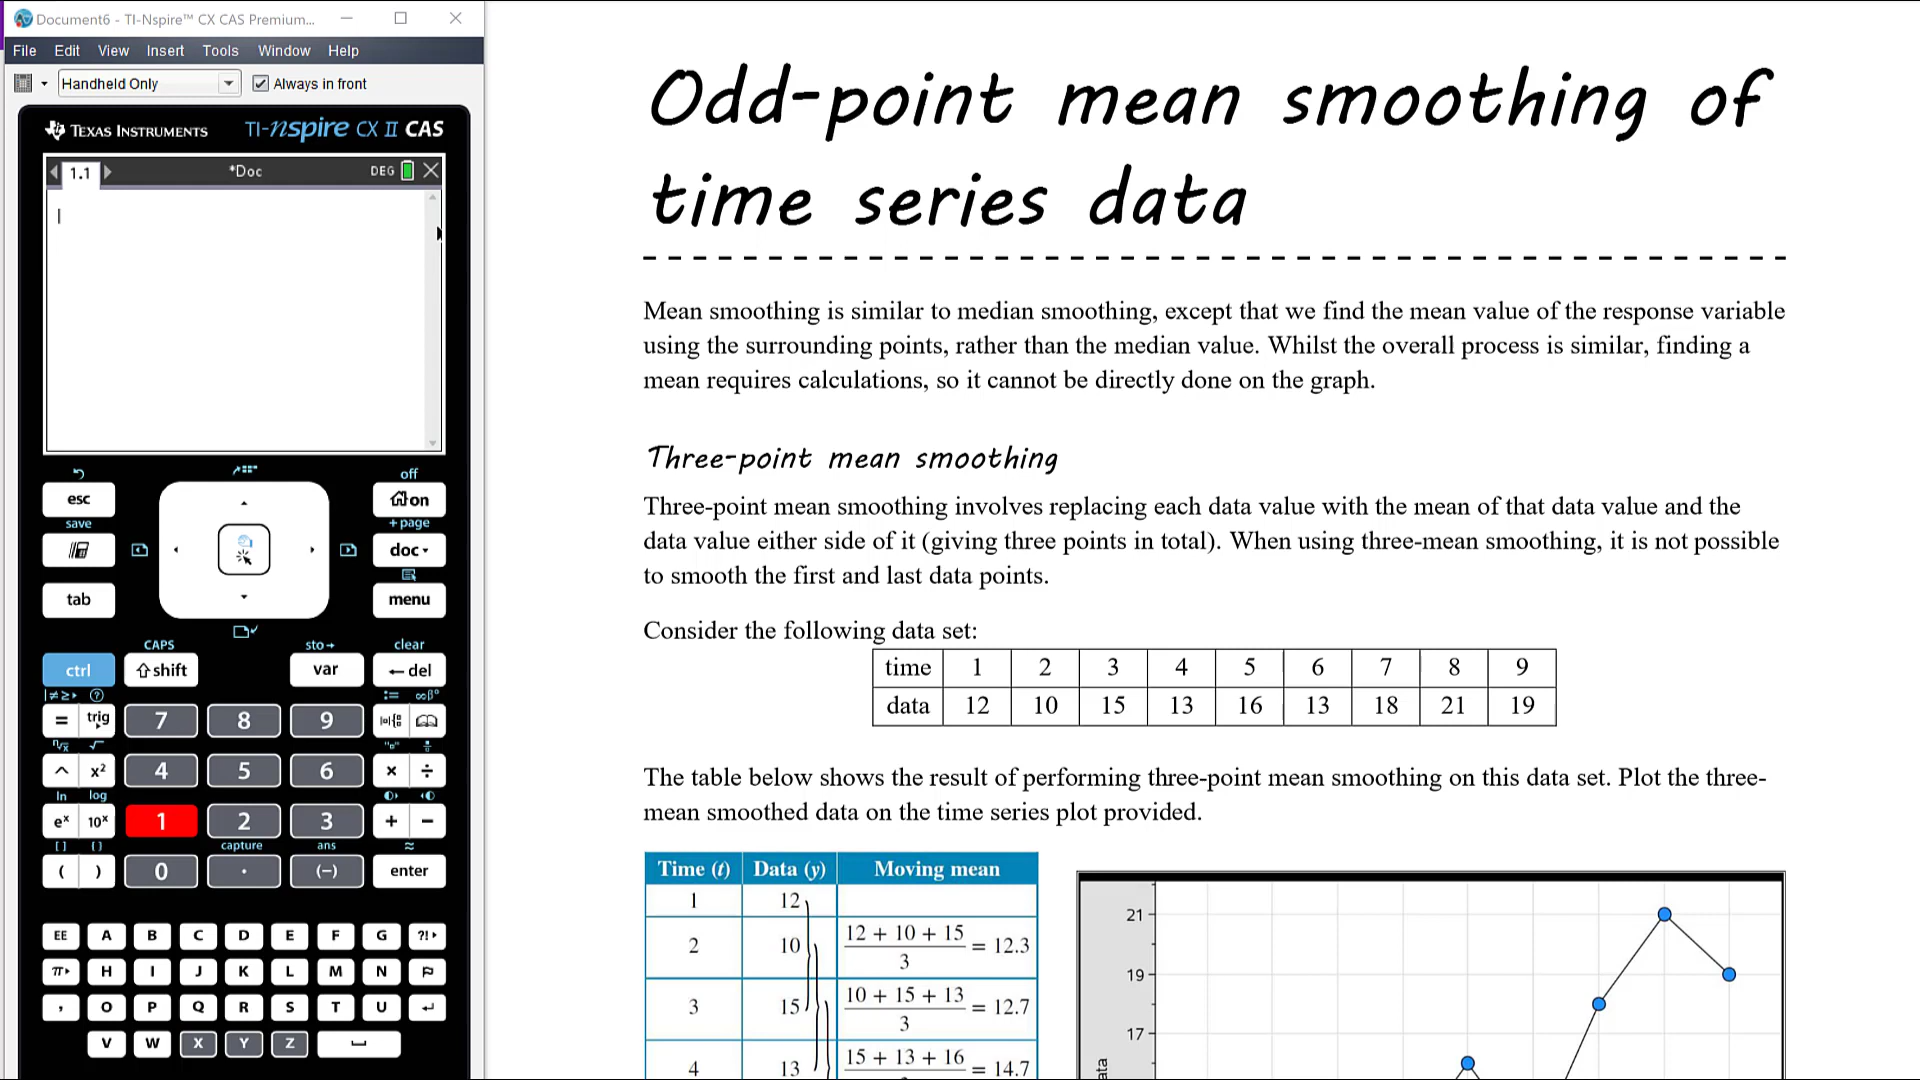 Document6 - TI-Nspire™ CX CAS Premium...
File Edit View Insert Tools Window Help
Handheld Only Always in front
TEXAS INSTRUMENTS TI-nspire CX II CAS
1.1 *Doc DEG
off
esc on
save + page
doc
tab menu
CAPS sto→ clear
ctrl ⇧shift var ←del
|≠≥▸ ? := ∞β°
= trig 7 8 9
ⁿ√x √ "□"
^ x² 4 5 6 × ÷
ln log
eˣ 10ˣ 1 2 3 + −
[ ] { } capture ans ≈
( ) 0 . (−) enter
EE A B C D E F G ?!▸
π▸ H I J K L M N
, O P Q R S T U ↵
V W X Y Z
Odd-point mean smoothing of
time series data
Mean smoothing is similar to median smoothing, except that we find the mean value of the response variable
using the surrounding points, rather than the median value. Whilst the overall process is similar, finding a
mean requires calculations, so it cannot be directly done on the graph.
Three-point mean smoothing
Three-point mean smoothing involves replacing each data value with the mean of that data value and the
data value either side of it (giving three points in total). When using three-mean smoothing, it is not possible
to smooth the first and last data points.
Consider the following data set:
time 1 2 3 4 5 6 7 8 9
data 12 10 15 13 16 13 18 21 19
The table below shows the result of performing three-point mean smoothing on this data set. Plot the three-
mean smoothed data on the time series plot provided.
Time (t) Data (y) Moving mean
1 12
2 10 12 + 10 + 15 / 3 = 12.3
3 15 10 + 15 + 13 / 3 = 12.7
4 13 15 + 13 + 16 = 14.7
21
19
17